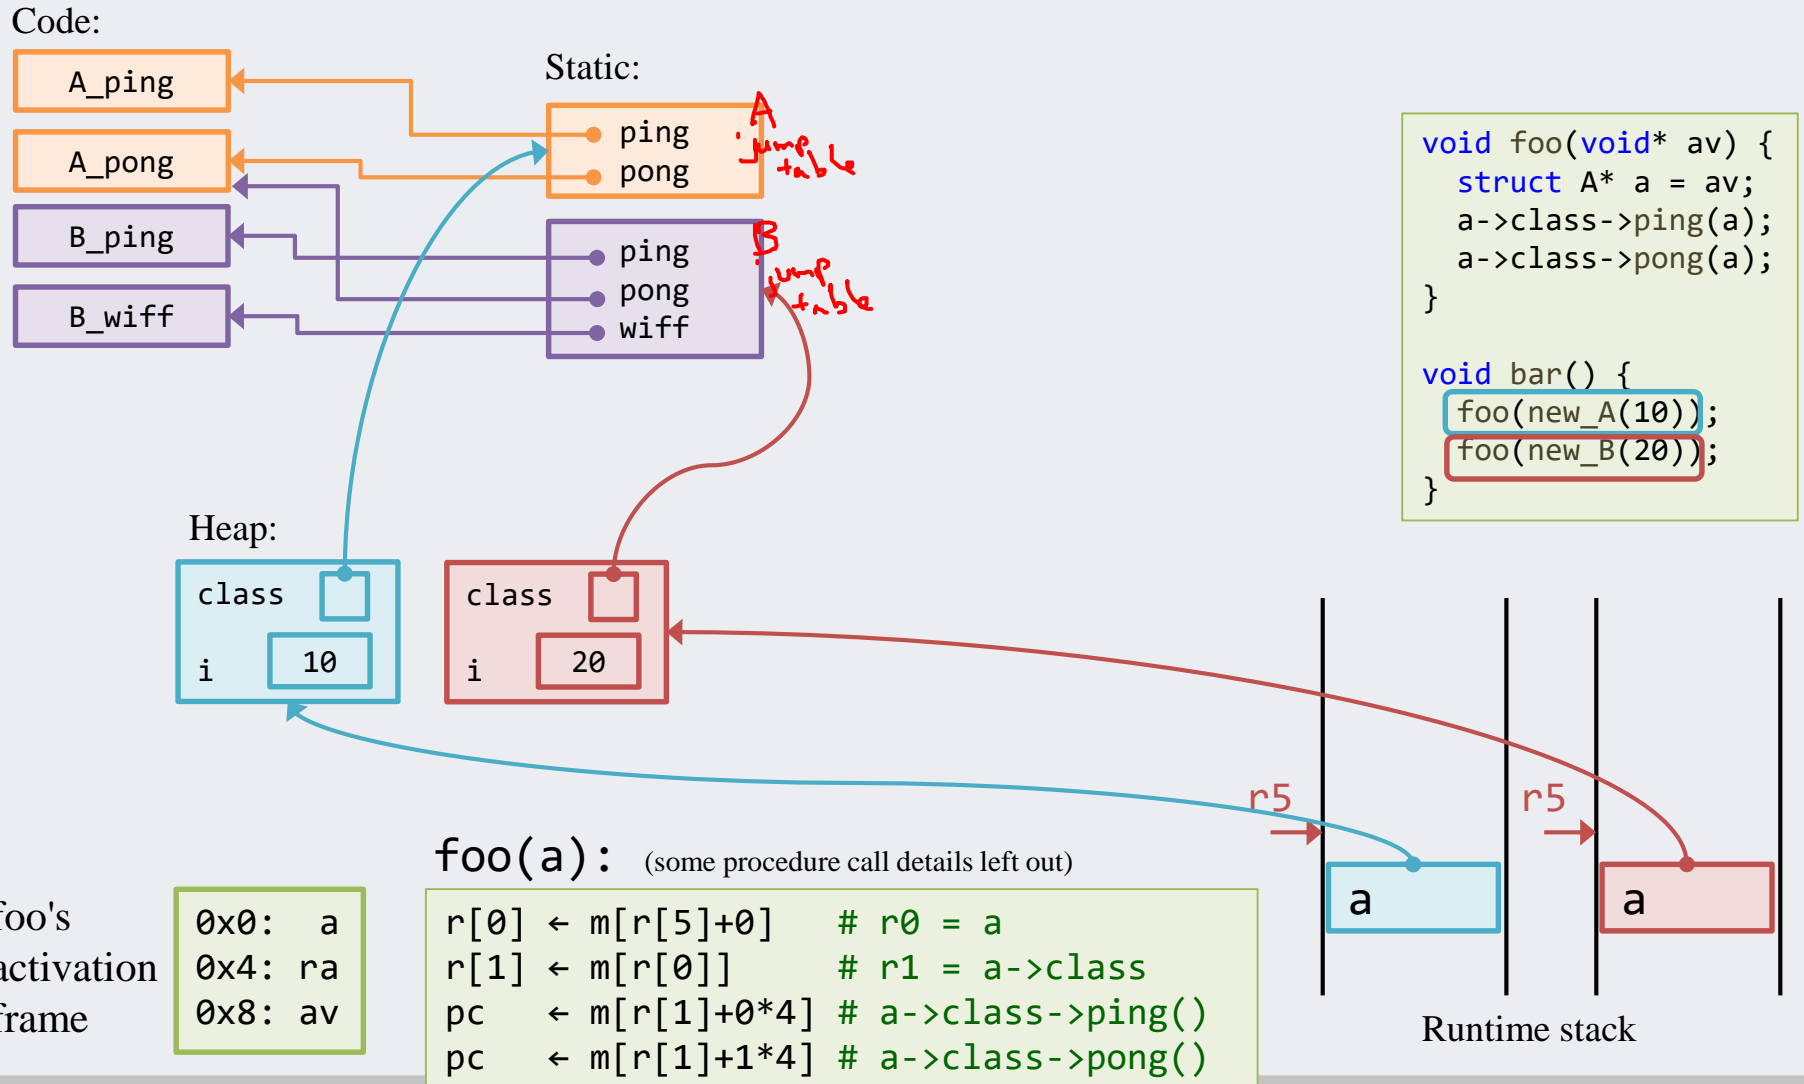 Code:
A_ping
A_pong
B_ping
B_wiff
Static:
ping
pong
A
jump
table
ping
pong
wiff
B
jump
table
void foo(void* av) {
struct A* a = av;
a->class->ping(a);
a->class->pong(a);
}
void bar() {
foo(new_A(10));
foo(new_B(20));
}
Heap:
class
i 10
class
i 20
r5
r5
a
a
Runtime stack
foo(a): (some procedure call details left out)
foo's
activation
frame
0x0: a
0x4: ra
0x8: av
r[0] ← m[r[5]+0] # r0 = a
r[1] ← m[r[0]] # r1 = a->class
pc ← m[r[1]+0*4] # a->class->ping()
pc ← m[r[1]+1*4] # a->class->pong()